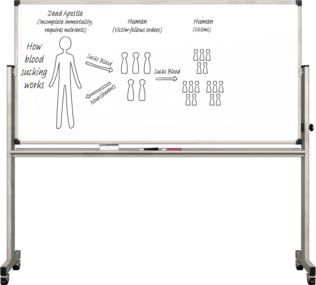 Dead Apostle
(Incomplete immortality,
requires nutrients)
Human
(Victim follows orders)
Human
(Victims)
How
blood
sucking
works
Sucks Blood
Nourishments
Sucks Blood